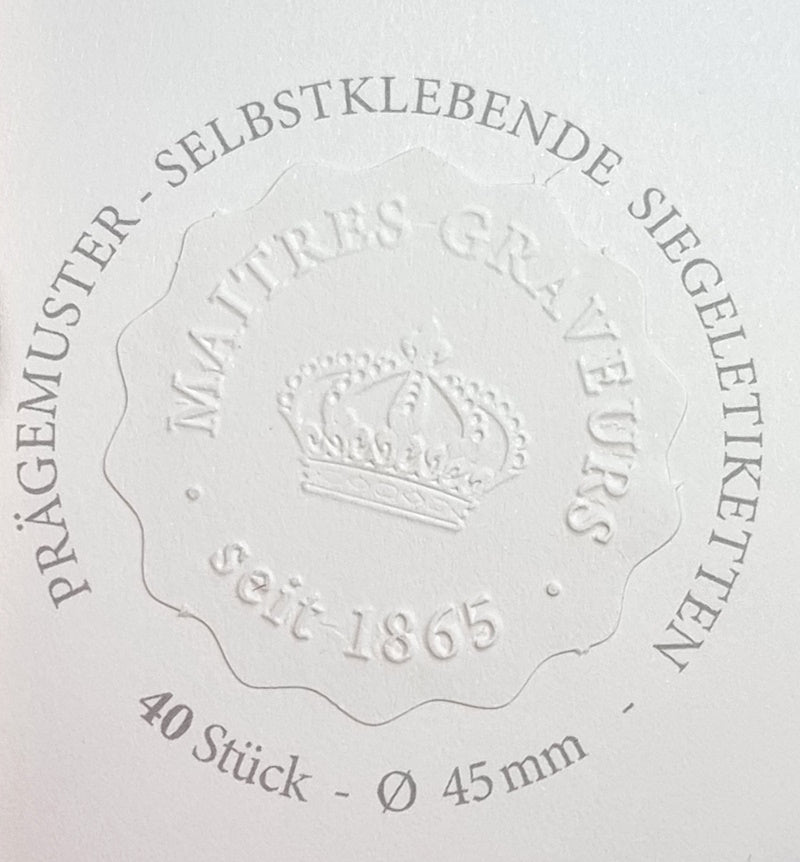 PRÄGEMUSTER - SELBSTKLEBENDE SIEGELETIKETTEN -
40 Stück - Ø 45 mm
MAITRES GRAVEURS
• seit 1865 •